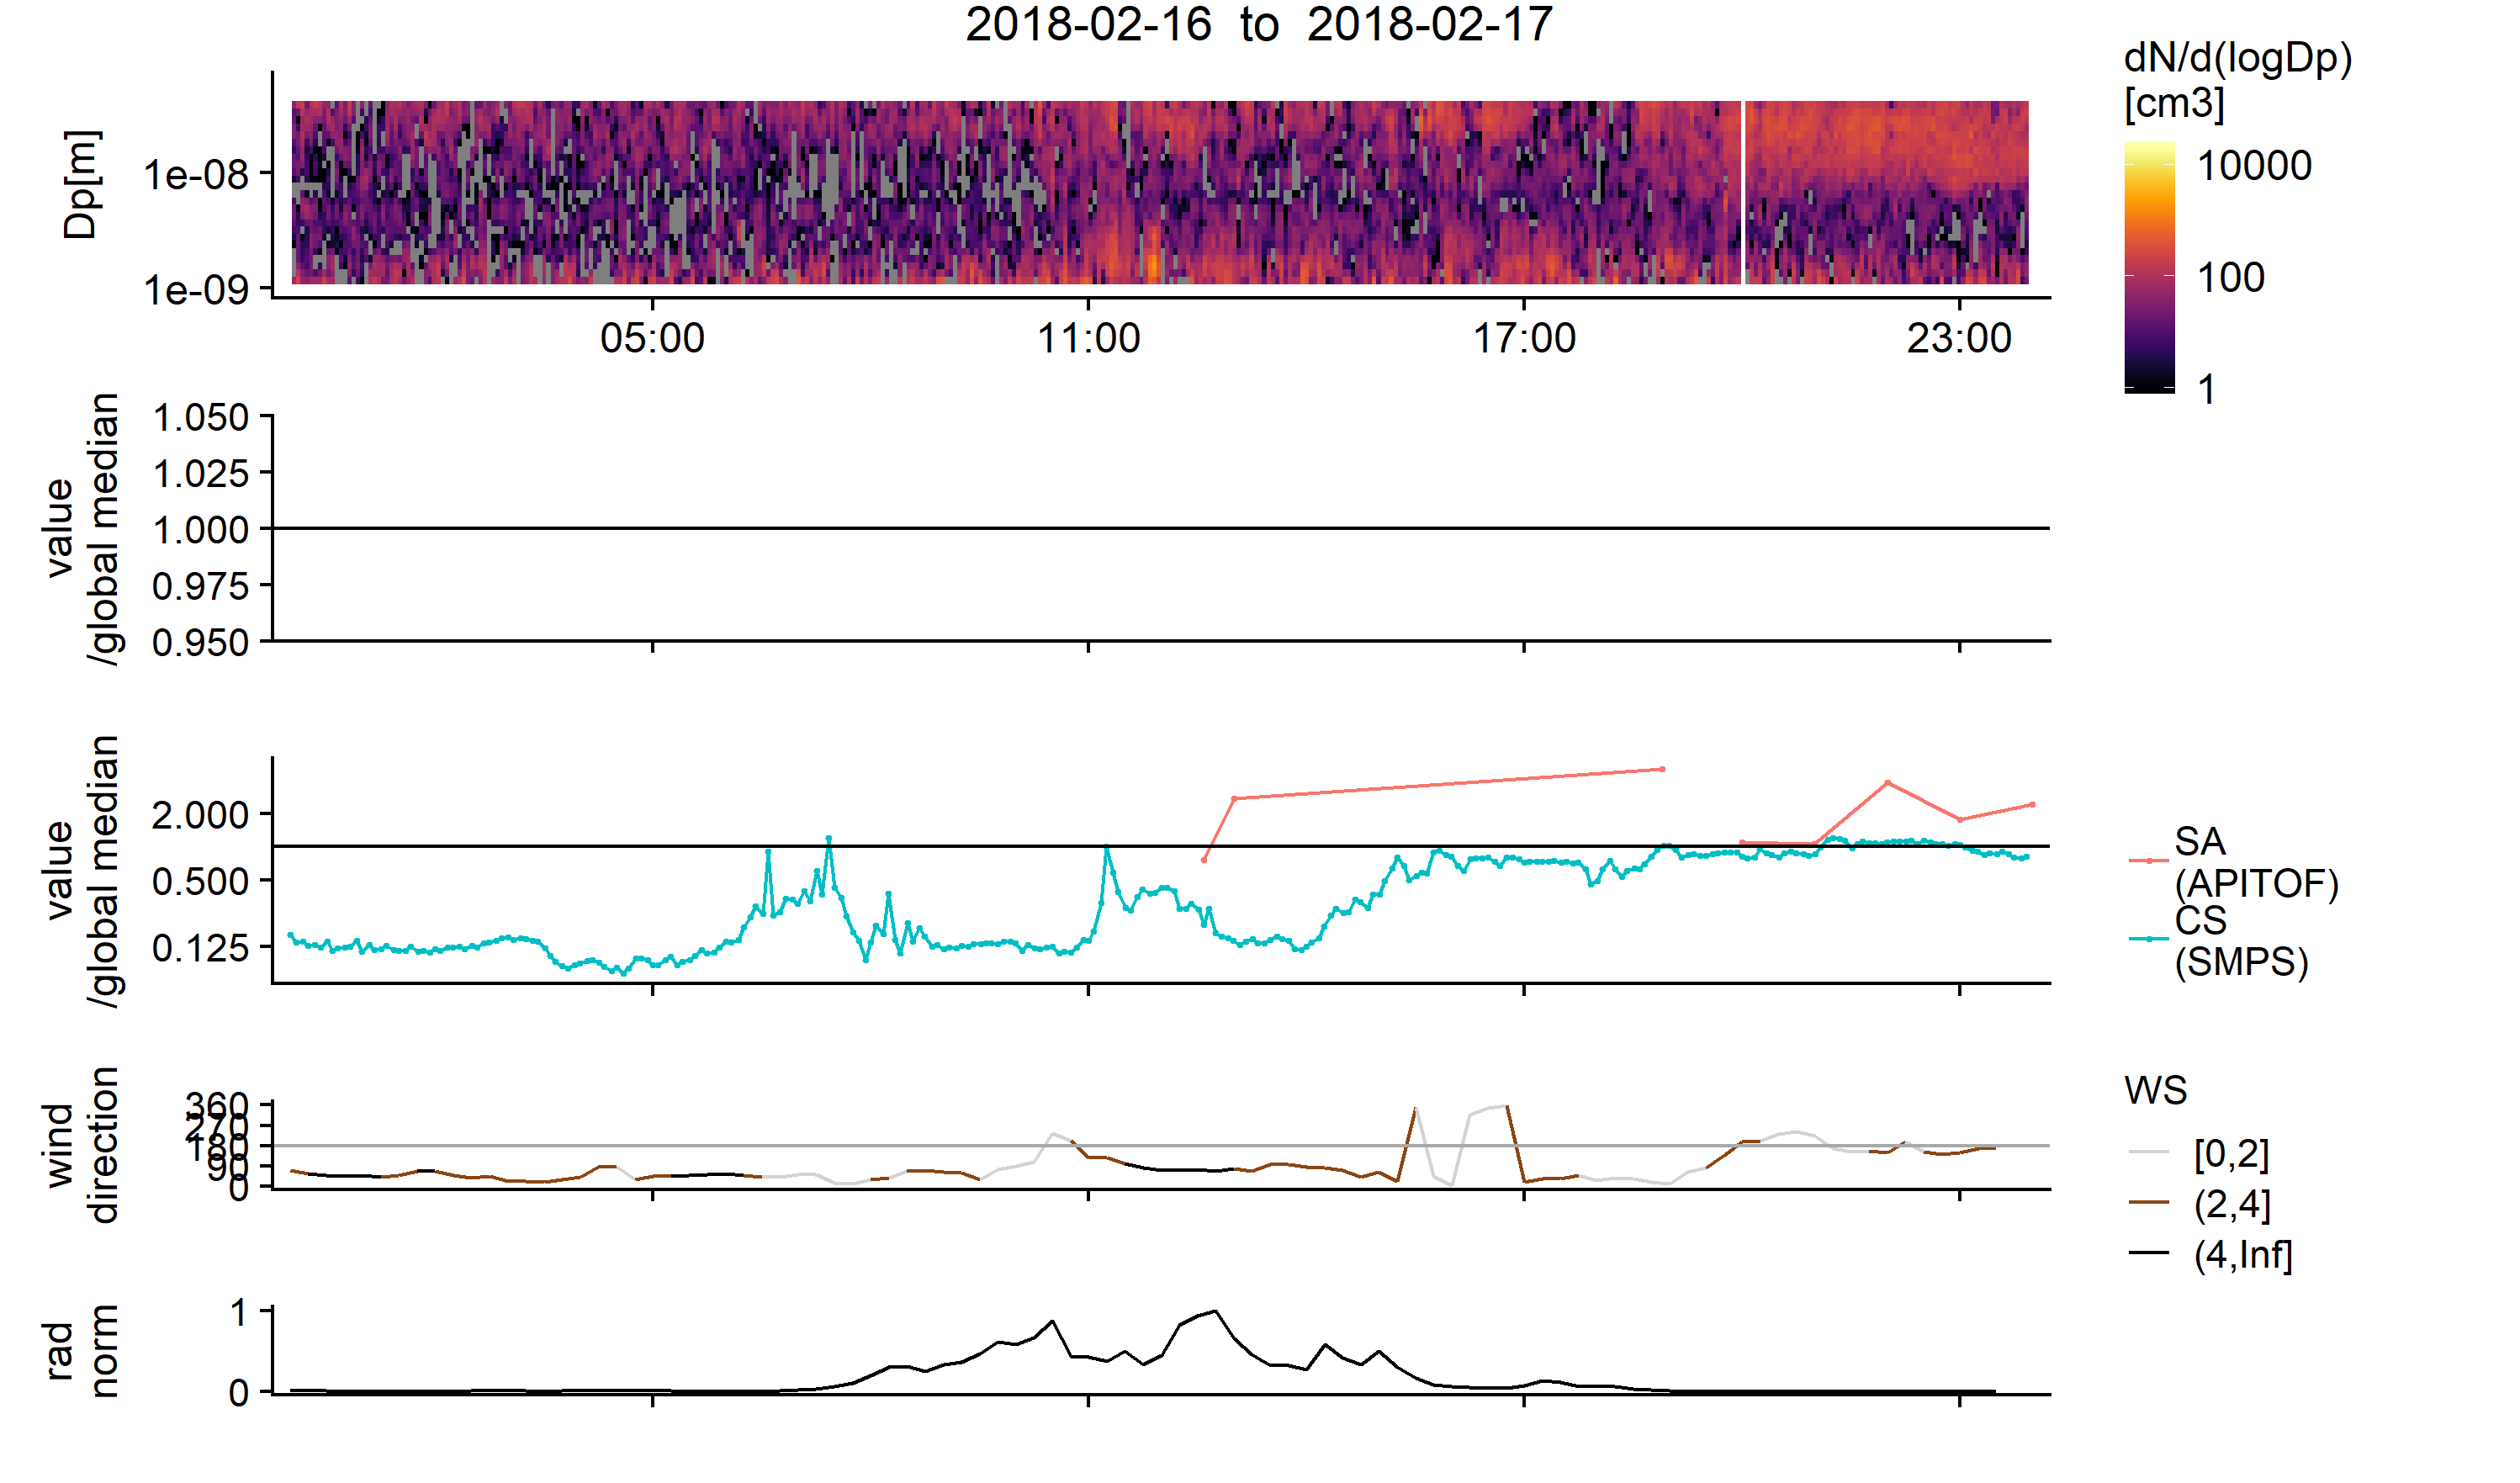 2018-02-16 to 2018-02-17
dN/d(logDp)
[cm3]
10000
100
1
Dp[m]
1e-08
1e-09
05:00
11:00
17:00
23:00
value
/global median
1.050
1.025
1.000
0.975
0.950
value
/global median
2.000
0.500
0.125
SA
(APITOF)
CS
(SMPS)
wind
direction
360
270
180
90
0
WS
[0,2]
(2,4]
(4,Inf]
rad
norm
1
0